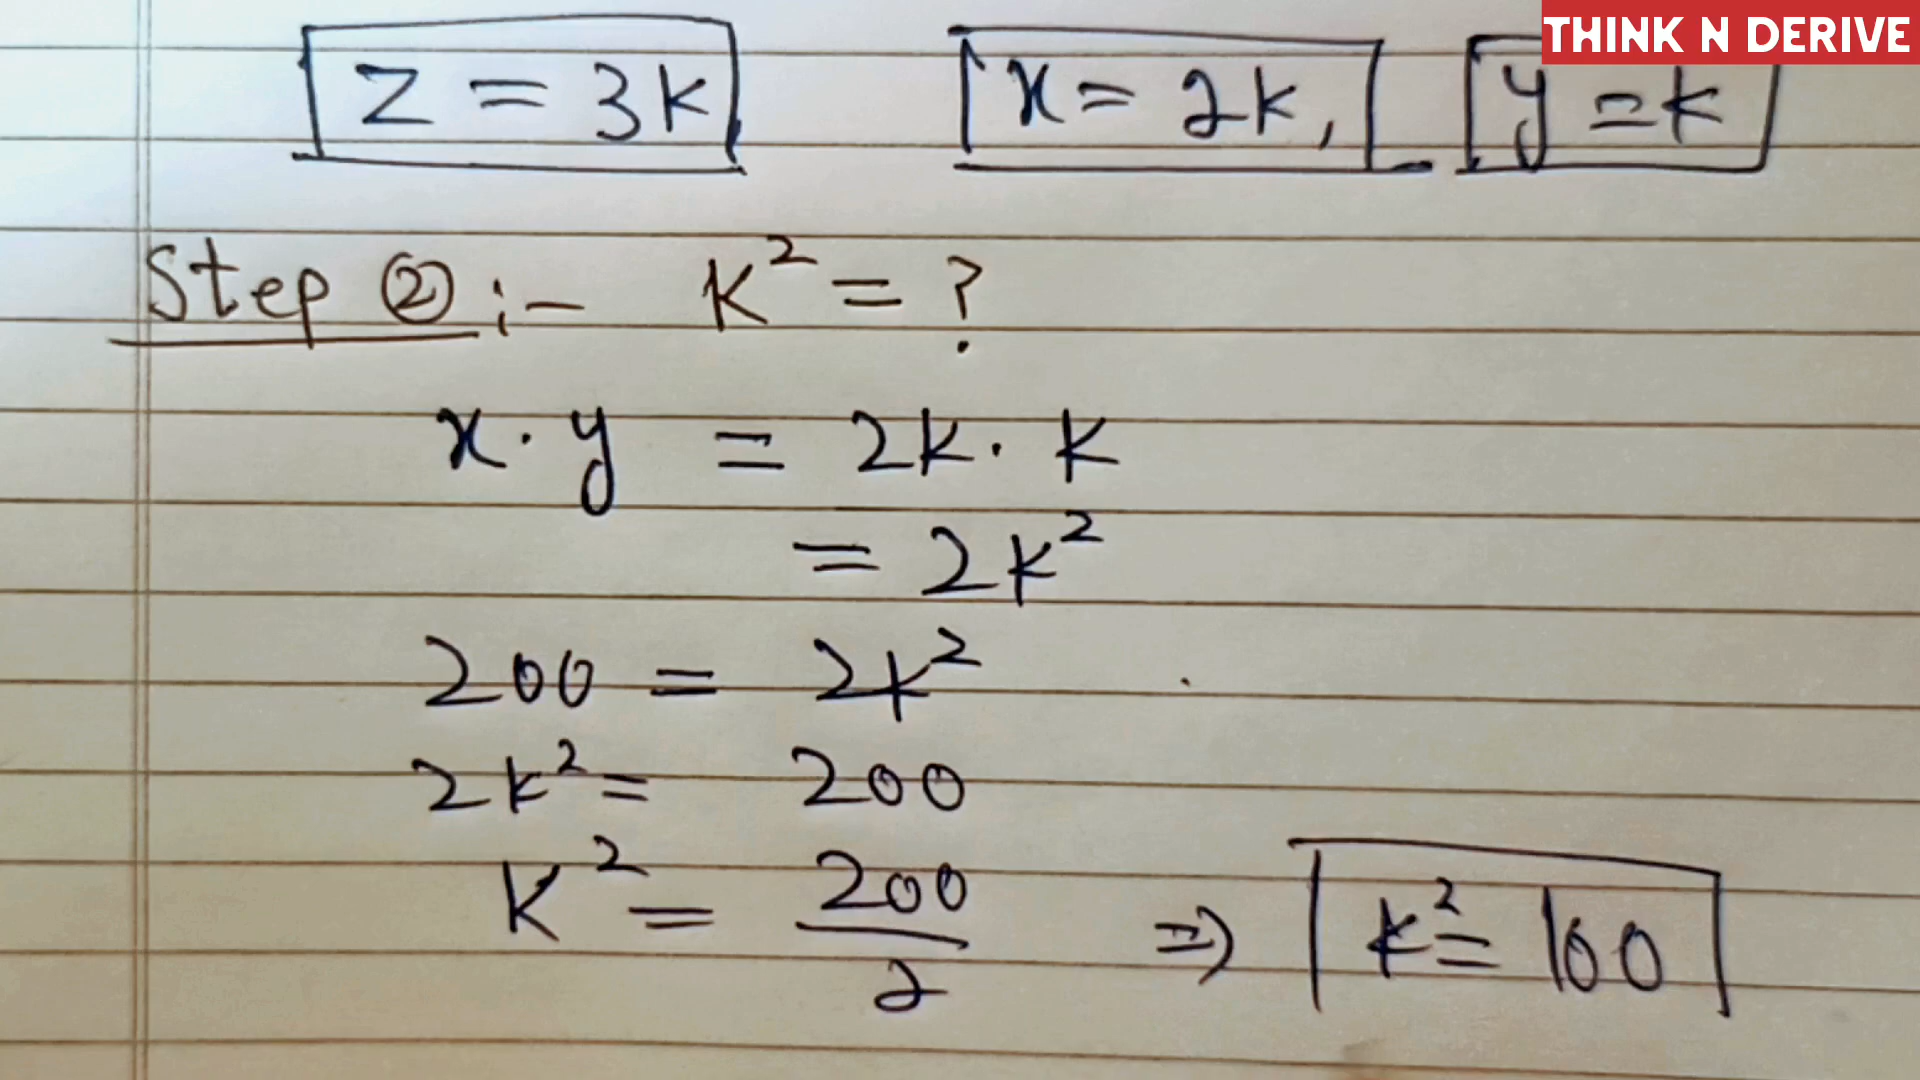 THINK N DERIVE
z = 3k x = 2k, y = k
Step ② :- K² = ?
x · y = 2k · k
= 2k²
200 = 2k²
2k² = 200
K² = 200/2 ⇒ k² = 100